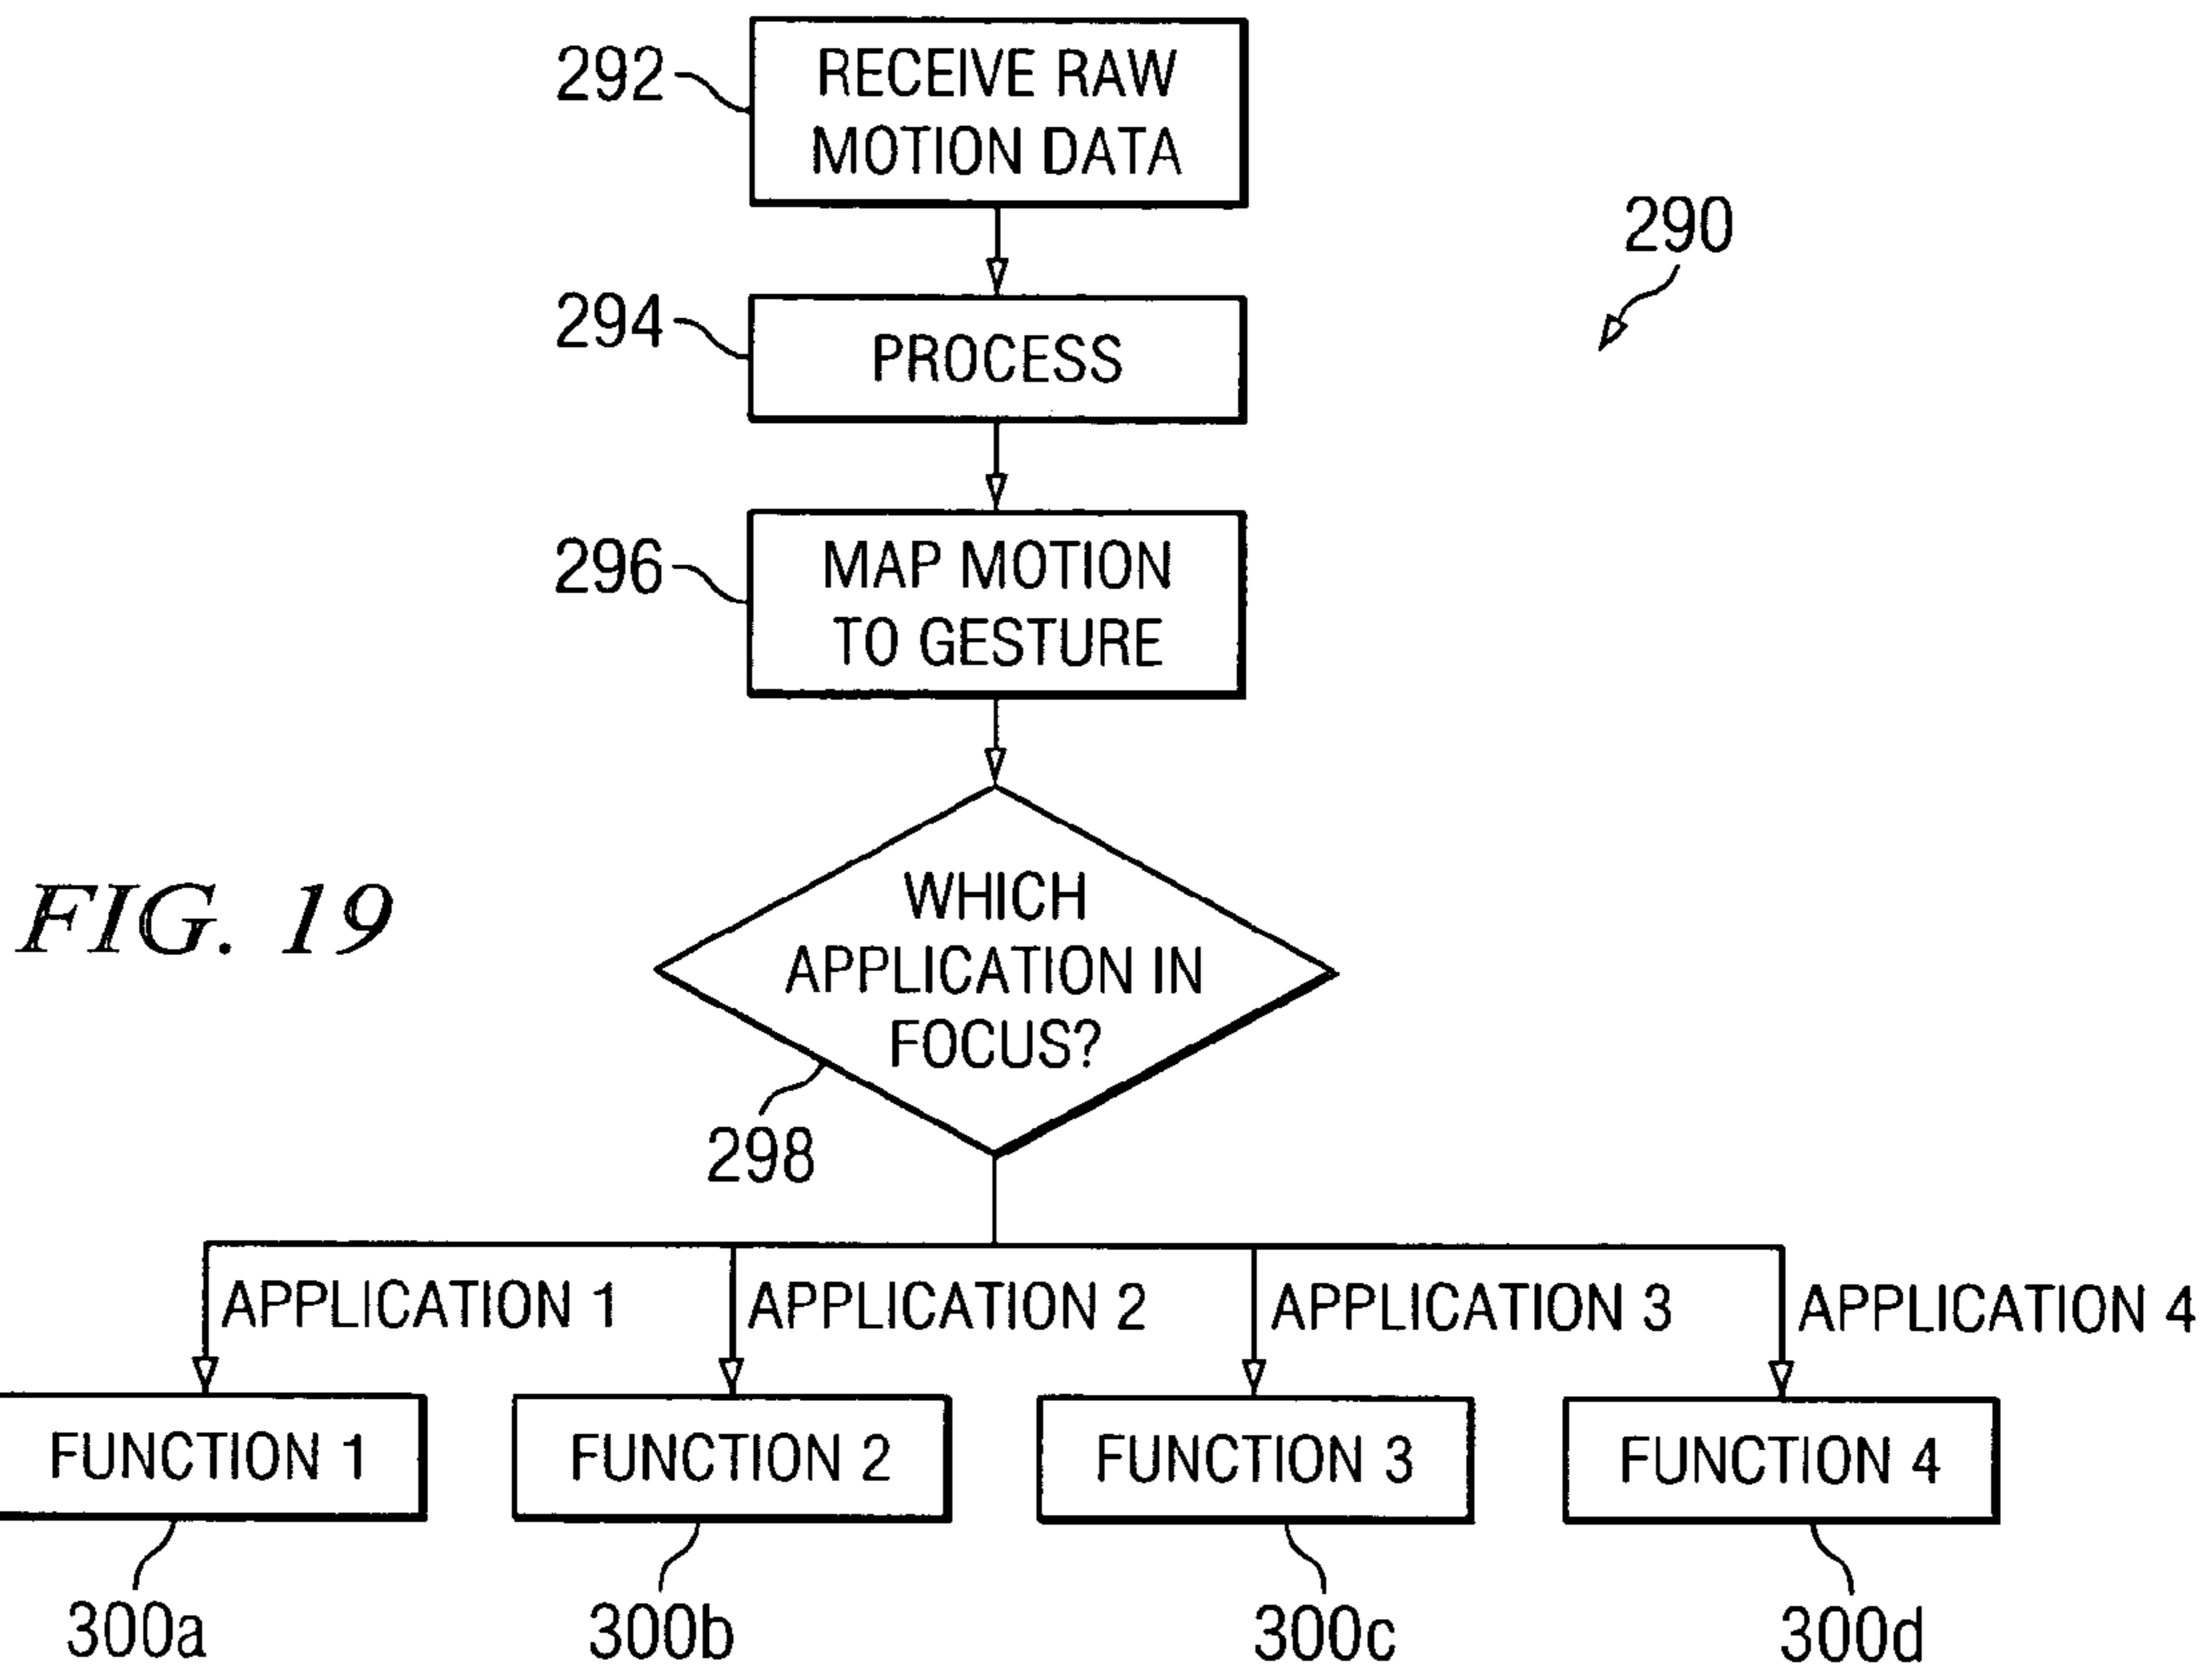 292
RECEIVE RAW
MOTION DATA
290
294
PROCESS
296
MAP MOTION
TO GESTURE
FIG. 19
WHICH
APPLICATION IN
FOCUS?
298
APPLICATION 1
APPLICATION 2
APPLICATION 3
APPLICATION 4
FUNCTION 1
FUNCTION 2
FUNCTION 3
FUNCTION 4
300a
300b
300c
300d